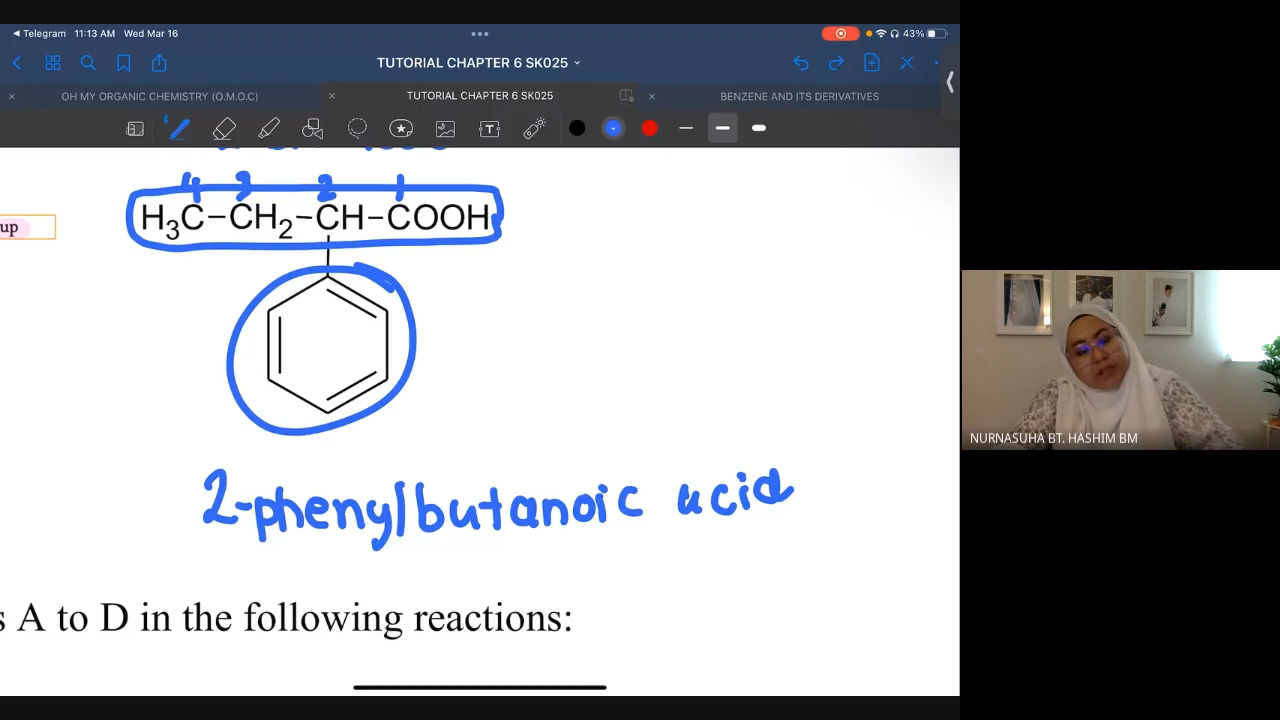 Telegram 11:13 AM Wed Mar 16
43%
TUTORIAL CHAPTER 6 SK025
OH MY ORGANIC CHEMISTRY (O.M.O.C)
TUTORIAL CHAPTER 6 SK025
BENZENE AND ITS DERIVATIVES
T
4 3 2 1
up
H3C-CH2-CH-COOH
NURNASUHA BT. HASHIM BM
2-phenylbutanoic acid
s A to D in the following reactions: